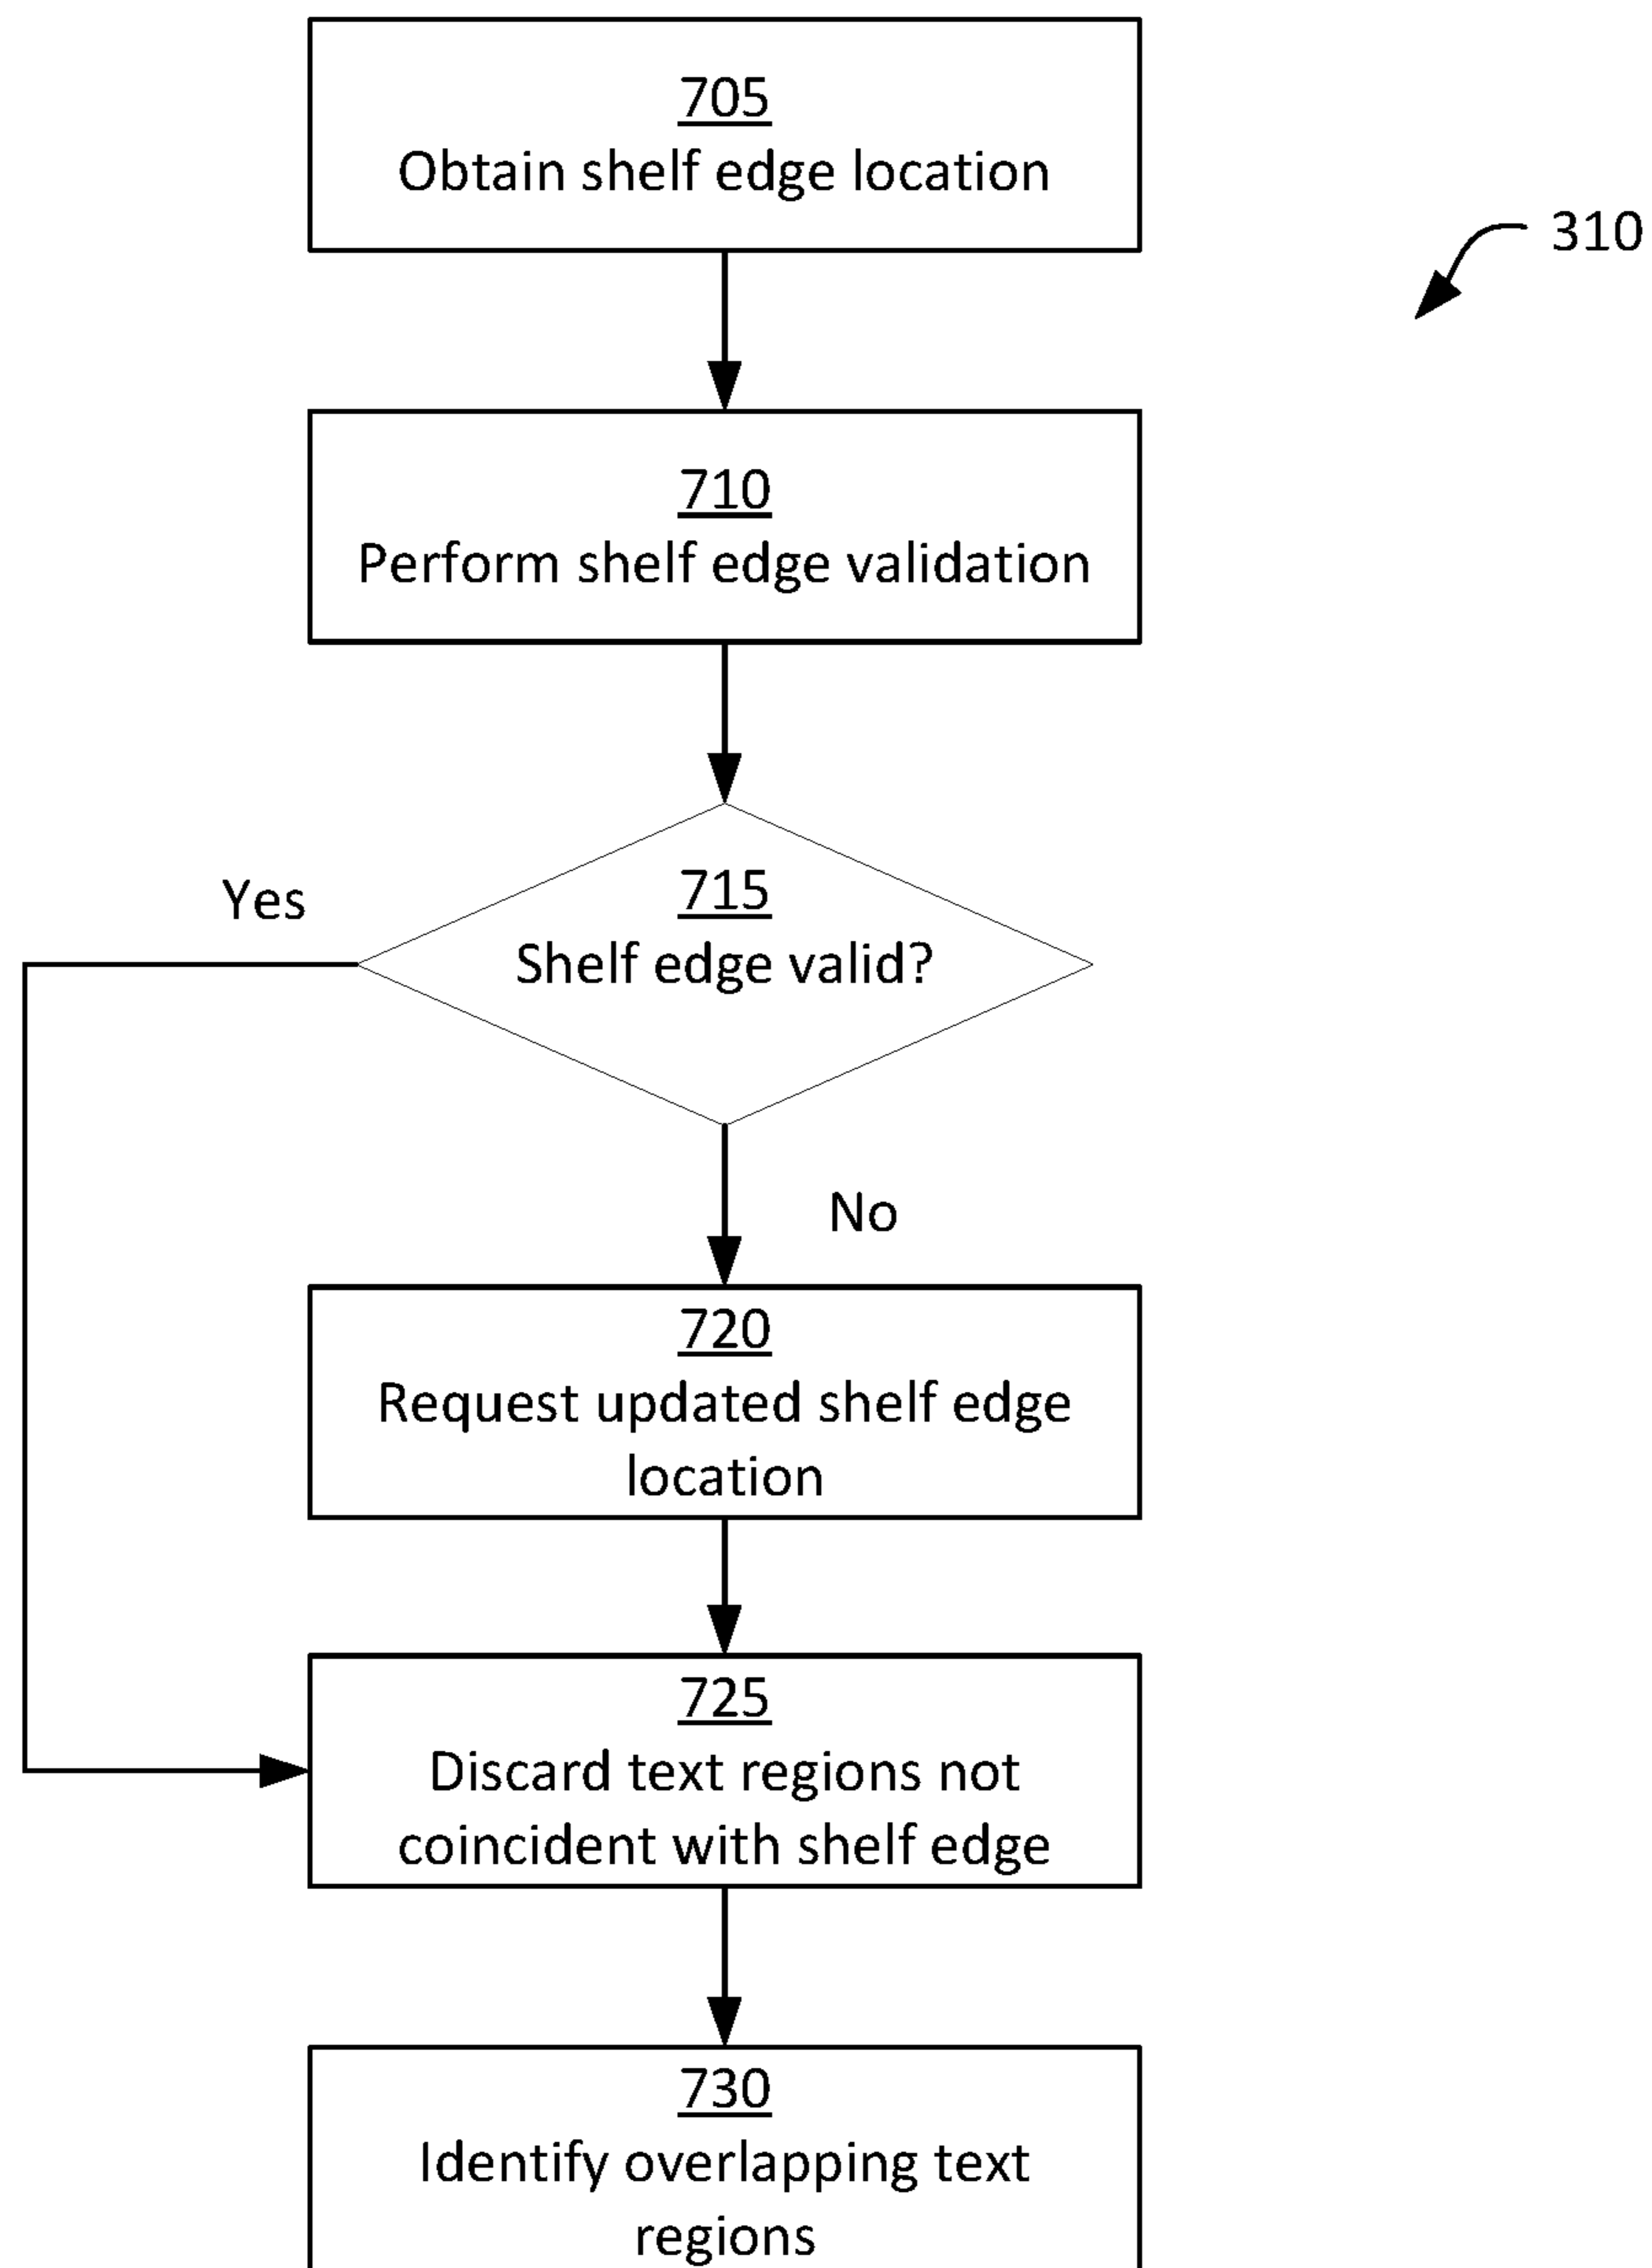 705
Obtain shelf edge location
310
710
Perform shelf edge validation
Yes
715
Shelf edge valid?
No
720
Request updated shelf edge
location
725
Discard text regions not
coincident with shelf edge
730
Identify overlapping text
regions